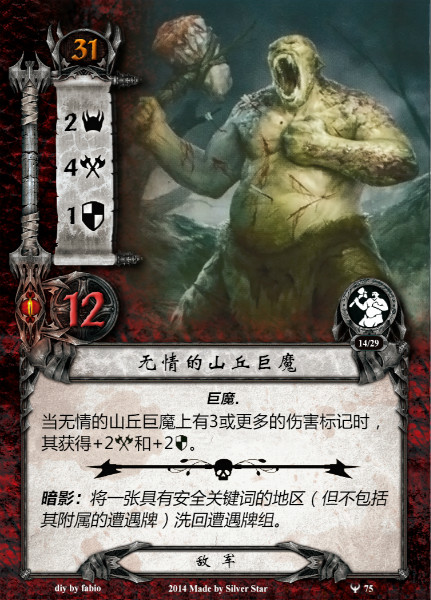 31
2
4
1
12
14/29
无情的山丘巨魔
巨魔.
当无情的山丘巨魔上有3或更多的伤害标记时，
其获得+2和+2。
暗影：将一张具有安全关键词的地区（但不包括
其附属的遭遇牌）洗回遭遇牌组。
敌军
diy by fabio
2014 Made by Silver Star
75